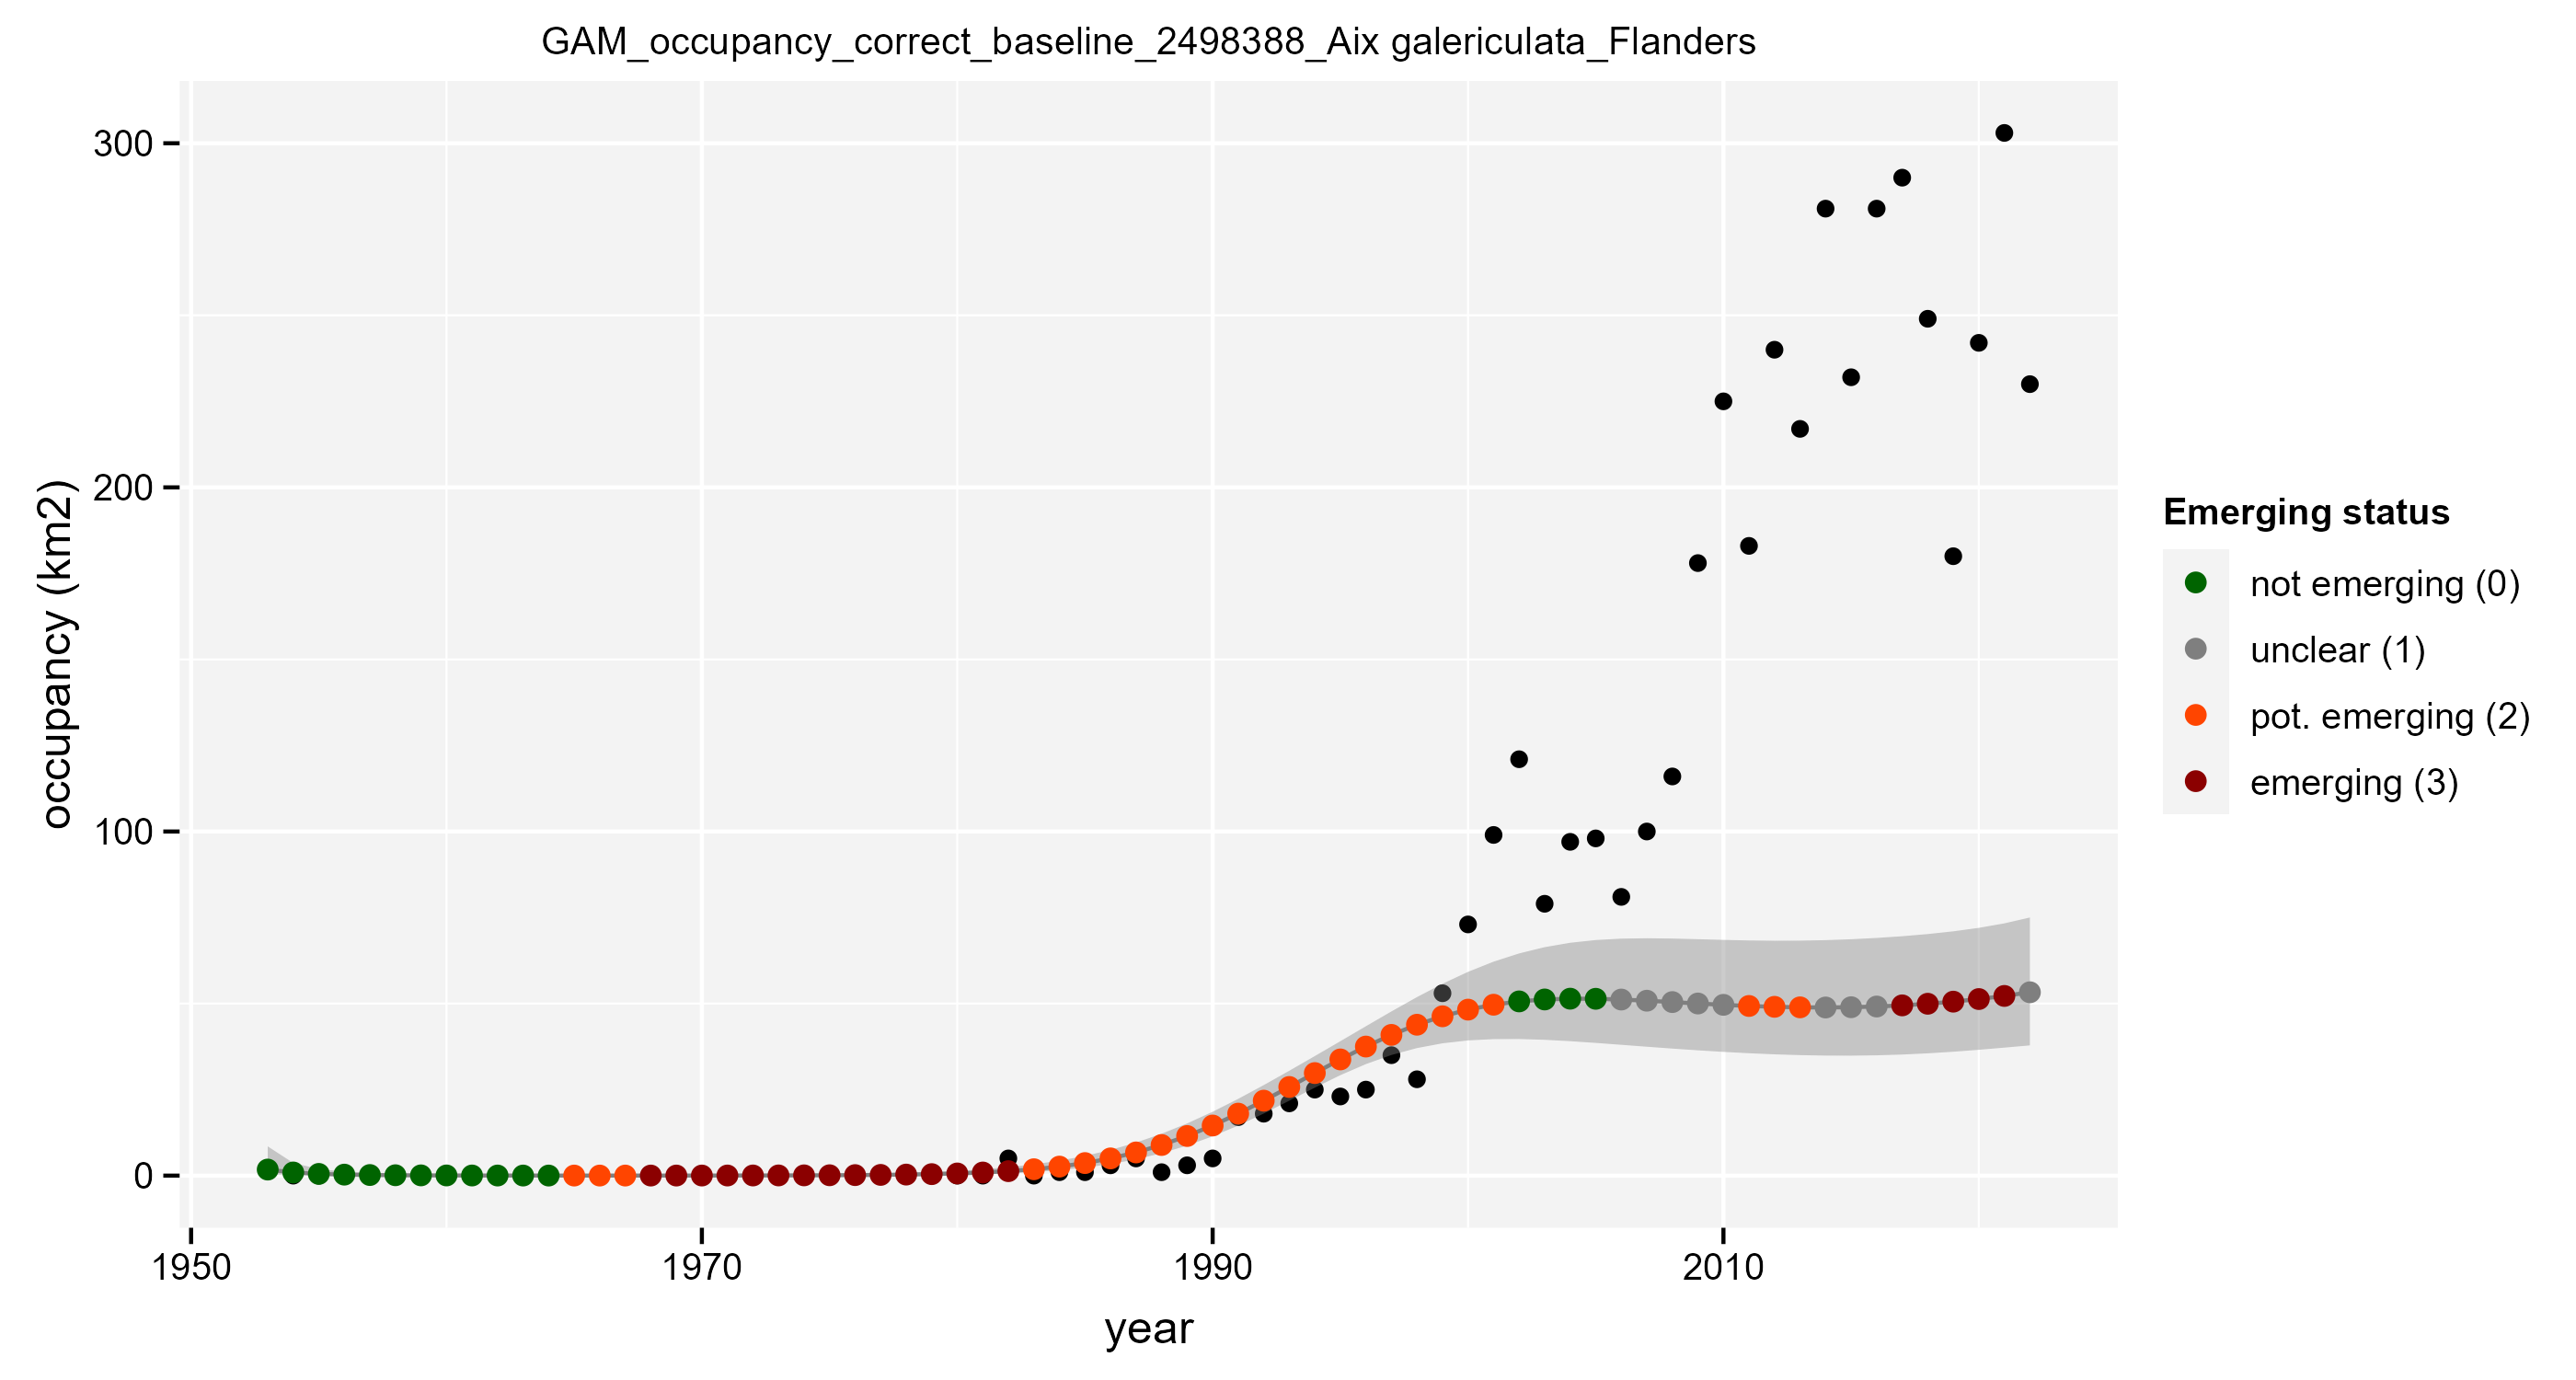 GAM_occupancy_correct_baseline_2498388_Aix galericulata_Flanders
300
200
100
0
occupancy (km2)
1950
1970
1990
2010
year
Emerging status
not emerging (0)
unclear (1)
pot. emerging (2)
emerging (3)